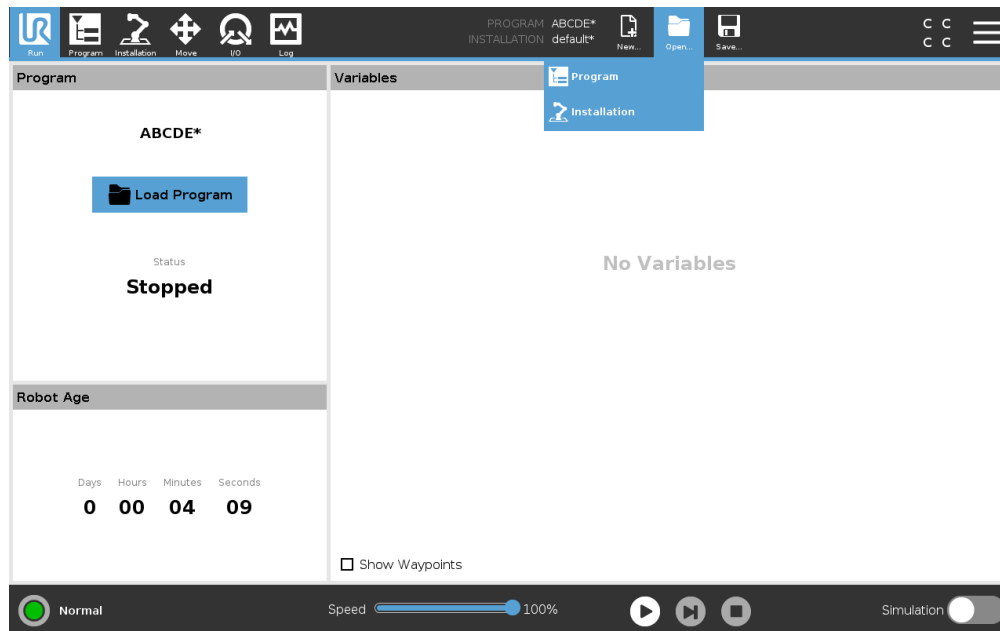 PROGRAM ABCDE*
INSTALLATION default*
UR
Run
Program
Installation
Move
I/O
Log
New...
Open...
Save...
C C
C C
Program
Variables
Program
Installation
ABCDE*
Load Program
Status
Stopped
No Variables
Robot Age
Days Hours Minutes Seconds
0 00 04 09
Show Waypoints
Normal
Speed 100%
Simulation